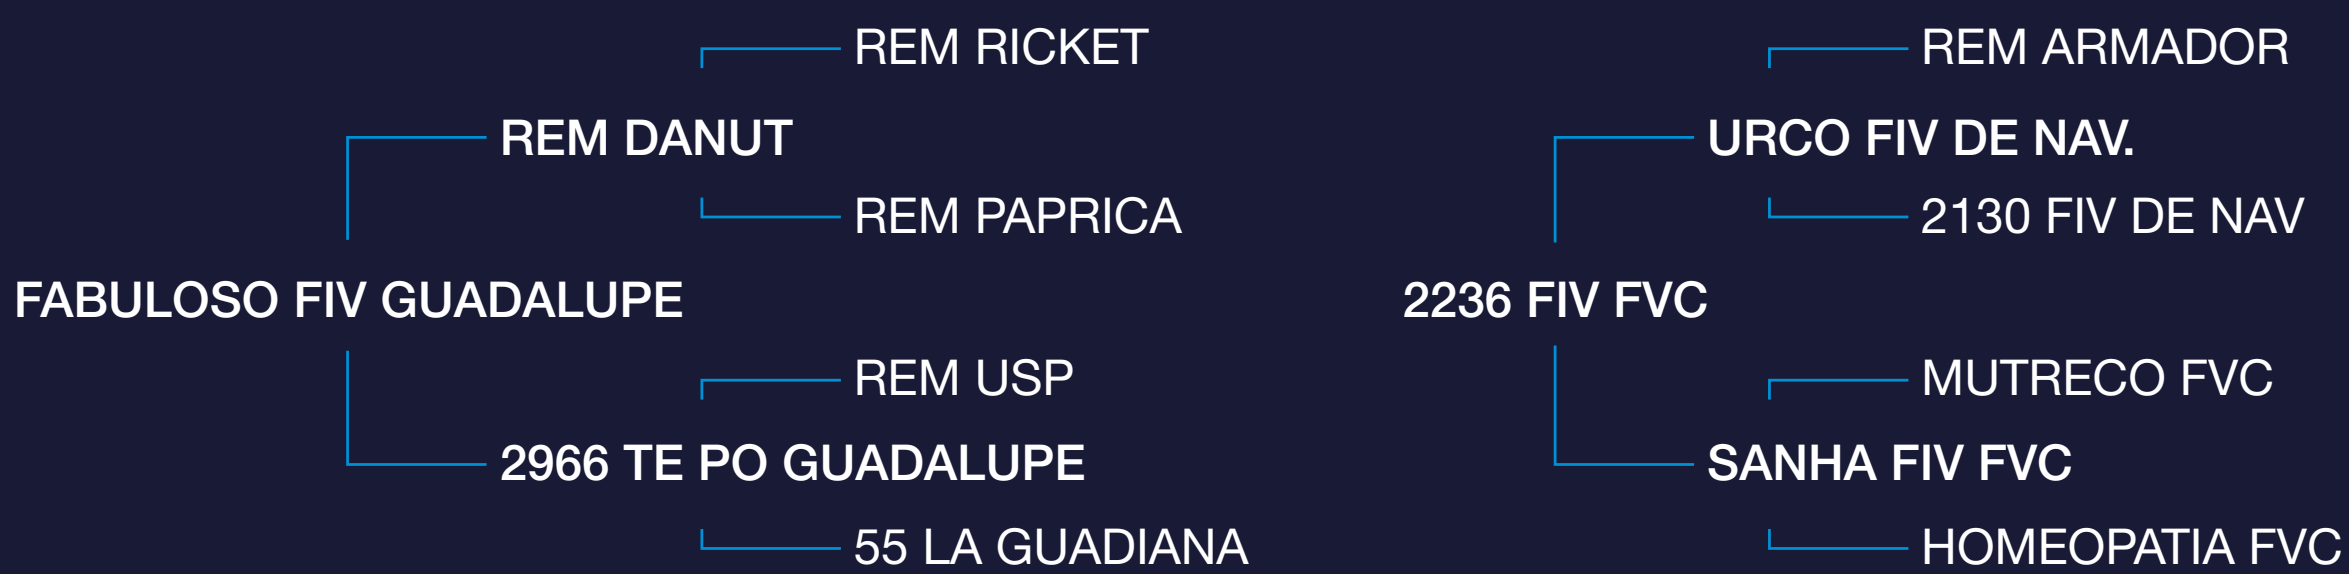 REM RICKET
REM DANUT
REM PAPRICA
FABULOSO FIV GUADALUPE
REM USP
2966 TE PO GUADALUPE
55 LA GUADIANA
REM ARMADOR
URCO FIV DE NAV.
2130 FIV DE NAV
2236 FIV FVC
MUTRECO FVC
SANHA FIV FVC
HOMEOPATIA FVC